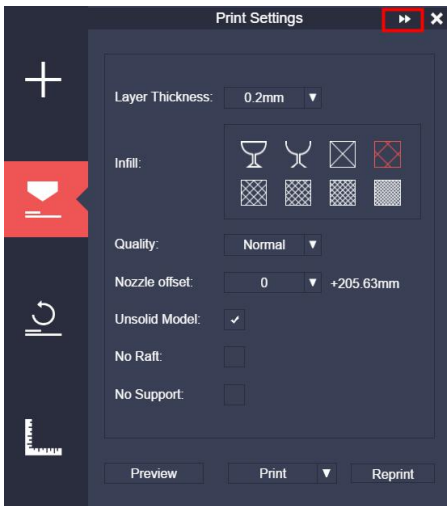 Print Settings
Layer Thickness: 0.2mm
Infill:
Quality: Normal
Nozzle offset: 0 +205.63mm
Unsolid Model:
No Raft:
No Support:
Preview Print Reprint